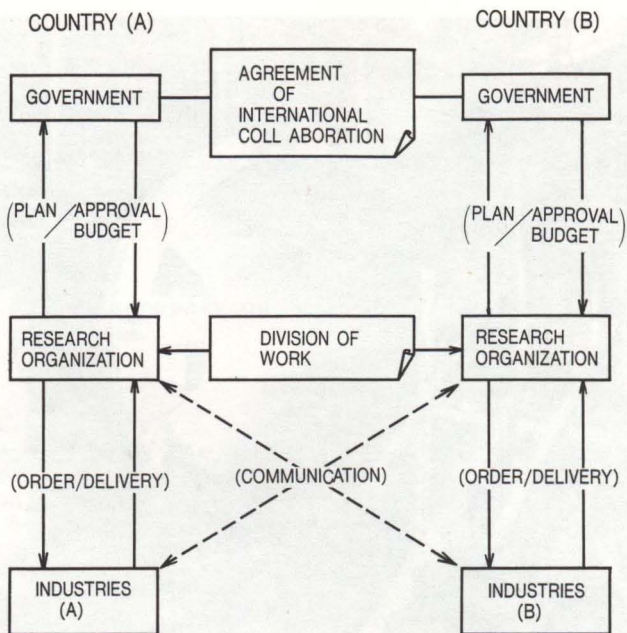 COUNTRY (A)
COUNTRY (B)
GOVERNMENT
AGREEMENT
OF
INTERNATIONAL
COLL ABORATION
GOVERNMENT
(PLAN / APPROVAL
BUDGET)
(PLAN / APPROVAL
BUDGET)
RESEARCH
ORGANIZATION
DIVISION OF
WORK
RESEARCH
ORGANIZATION
(ORDER/DELIVERY)
(COMMUNICATION)
(ORDER/DELIVERY)
INDUSTRIES
(A)
INDUSTRIES
(B)